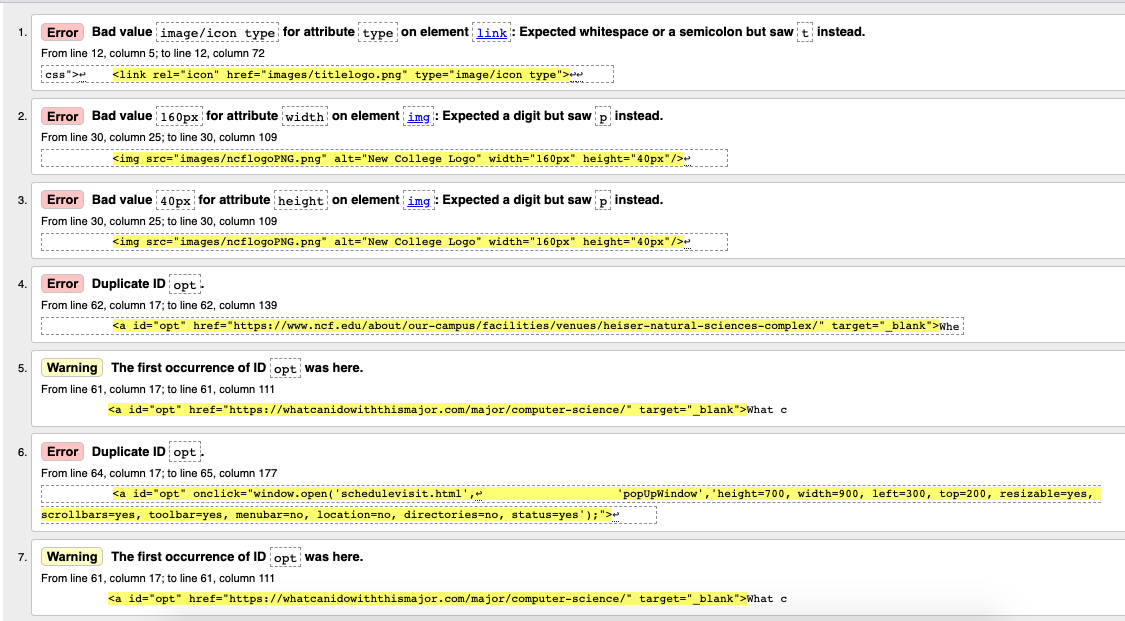 1. Error Bad value image/icon type for attribute type on element link: Expected whitespace or a semicolon but saw t instead.
From line 12, column 5; to line 12, column 72
css">↩ <link rel="icon" href="images/titlelogo.png" type="image/icon type">↩↩
2. Error Bad value 160px for attribute width on element img: Expected a digit but saw p instead.
From line 30, column 25; to line 30, column 109
<img src="images/ncflogoPNG.png" alt="New College Logo" width="160px" height="40px"/>↩
3. Error Bad value 40px for attribute height on element img: Expected a digit but saw p instead.
From line 30, column 25; to line 30, column 109
<img src="images/ncflogoPNG.png" alt="New College Logo" width="160px" height="40px"/>↩
4. Error Duplicate ID opt.
From line 62, column 17; to line 62, column 139
<a id="opt" href="https://www.ncf.edu/about/our-campus/facilities/venues/heiser-natural-sciences-complex/" target="_blank">Whe
5. Warning The first occurrence of ID opt was here.
From line 61, column 17; to line 61, column 111
<a id="opt" href="https://whatcanidowiththismajor.com/major/computer-science/" target="_blank">What c
6. Error Duplicate ID opt.
From line 64, column 17; to line 65, column 177
<a id="opt" onclick="window.open('schedulevisit.html',↩ 'popUpWindow','height=700, width=900, left=300, top=200, resizable=yes,
scrollbars=yes, toolbar=yes, menubar=no, location=no, directories=no, status=yes');">↩
7. Warning The first occurrence of ID opt was here.
From line 61, column 17; to line 61, column 111
<a id="opt" href="https://whatcanidowiththismajor.com/major/computer-science/" target="_blank">What c